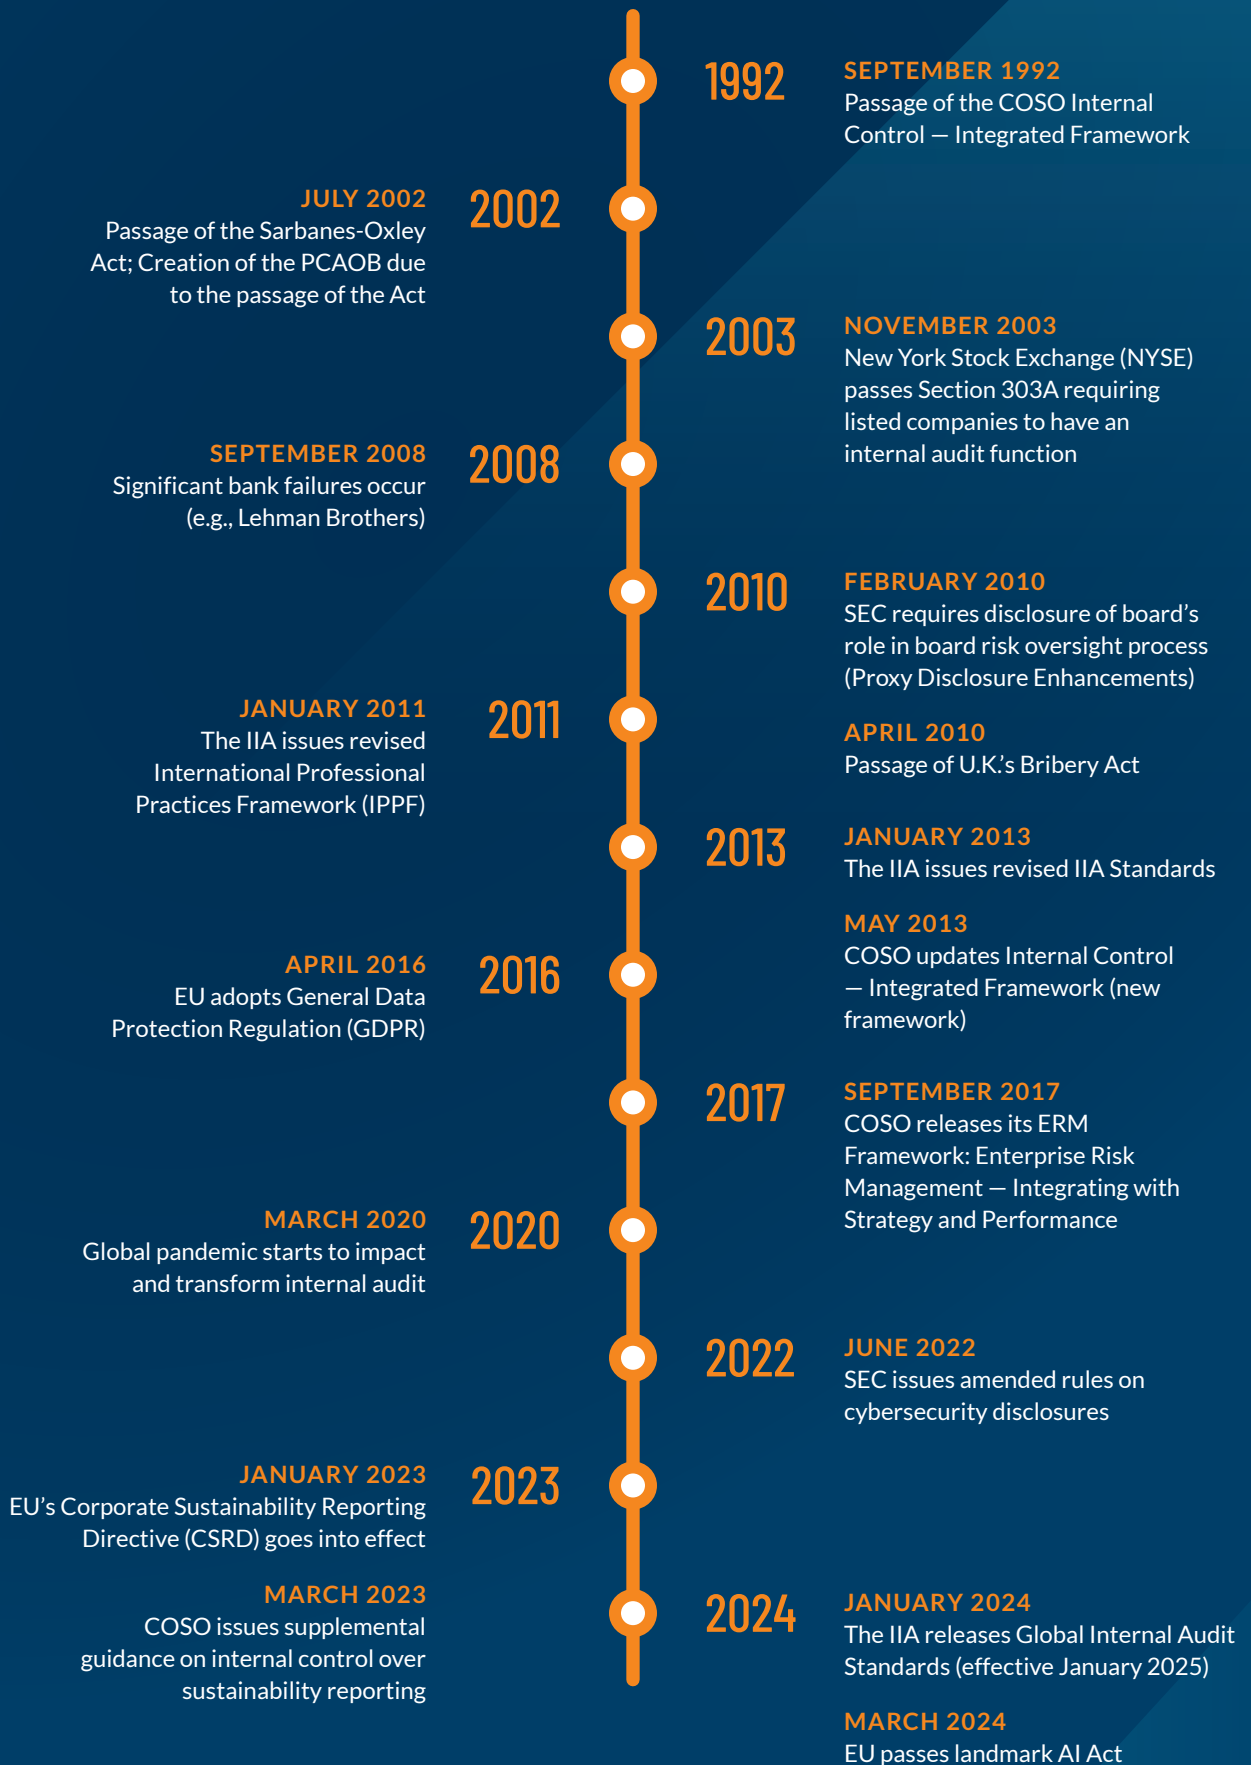 1992
SEPTEMBER 1992
Passage of the COSO Internal
Control — Integrated Framework
2002
JULY 2002
Passage of the Sarbanes-Oxley
Act; Creation of the PCAOB due
to the passage of the Act
2003
NOVEMBER 2003
New York Stock Exchange (NYSE)
passes Section 303A requiring
listed companies to have an
internal audit function
2008
SEPTEMBER 2008
Significant bank failures occur
(e.g., Lehman Brothers)
2010
FEBRUARY 2010
SEC requires disclosure of board’s
role in board risk oversight process
(Proxy Disclosure Enhancements)
APRIL 2010
Passage of U.K.’s Bribery Act
2011
JANUARY 2011
The IIA issues revised
International Professional
Practices Framework (IPPF)
2013
JANUARY 2013
The IIA issues revised IIA Standards
MAY 2013
COSO updates Internal Control
— Integrated Framework (new
framework)
2016
APRIL 2016
EU adopts General Data
Protection Regulation (GDPR)
2017
SEPTEMBER 2017
COSO releases its ERM
Framework: Enterprise Risk
Management — Integrating with
Strategy and Performance
2020
MARCH 2020
Global pandemic starts to impact
and transform internal audit
2022
JUNE 2022
SEC issues amended rules on
cybersecurity disclosures
2023
JANUARY 2023
EU’s Corporate Sustainability Reporting
Directive (CSRD) goes into effect
MARCH 2023
COSO issues supplemental
guidance on internal control over
sustainability reporting
2024
JANUARY 2024
The IIA releases Global Internal Audit
Standards (effective January 2025)
MARCH 2024
EU passes landmark AI Act